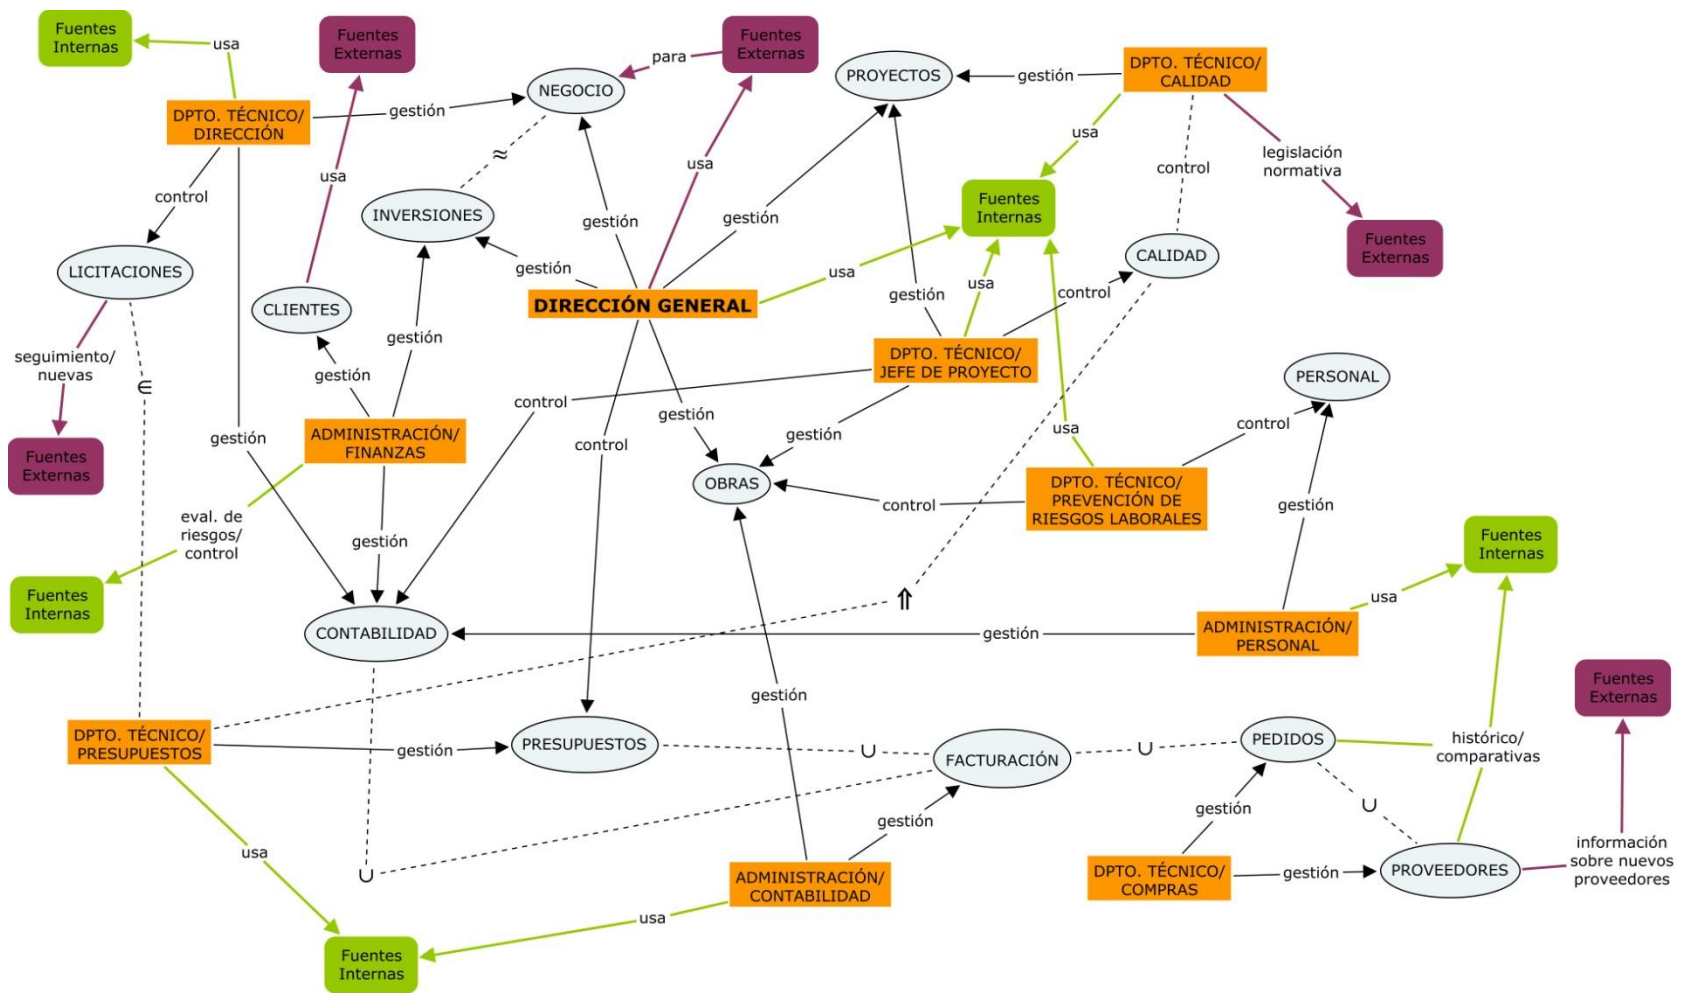 Fuentes
Internas
usa
Fuentes
Externas
para
Fuentes
Externas
NEGOCIO
PROYECTOS
gestión
DPTO. TÉCNICO/
CALIDAD
DPTO. TÉCNICO/
DIRECCIÓN
gestión
≈
usa
usa
usa
legislación
normativa
control
control
INVERSIONES
gestión
gestión
Fuentes
Internas
Fuentes
Externas
LICITACIONES
CLIENTES
gestión
DIRECCIÓN GENERAL
usa
usa
gestión
control
CALIDAD
seguimiento/
nuevas
∈
gestión
gestión
DPTO. TÉCNICO/
JEFE DE PROYECTO
PERSONAL
control
gestión
control
gestión
usa
control
gestión
ADMINISTRACIÓN/
FINANZAS
Fuentes
Externas
OBRAS
control
DPTO. TÉCNICO/
PREVENCIÓN DE
RIESGOS LABORALES
gestión
eval. de
riesgos/
control
gestión
Fuentes
Internas
Fuentes
Internas
⇑
usa
CONTABILIDAD
gestión
ADMINISTRACIÓN/
PERSONAL
Fuentes
Externas
gestión
DPTO. TÉCNICO/
PRESUPUESTOS
gestión
PRESUPUESTOS
∪
FACTURACIÓN
∪
PEDIDOS
histórico/
comparativas
gestión
gestión
∪
usa
∪
ADMINISTRACIÓN/
CONTABILIDAD
DPTO. TÉCNICO/
COMPRAS
gestión
PROVEEDORES
información
sobre nuevos
proveedores
usa
Fuentes
Internas